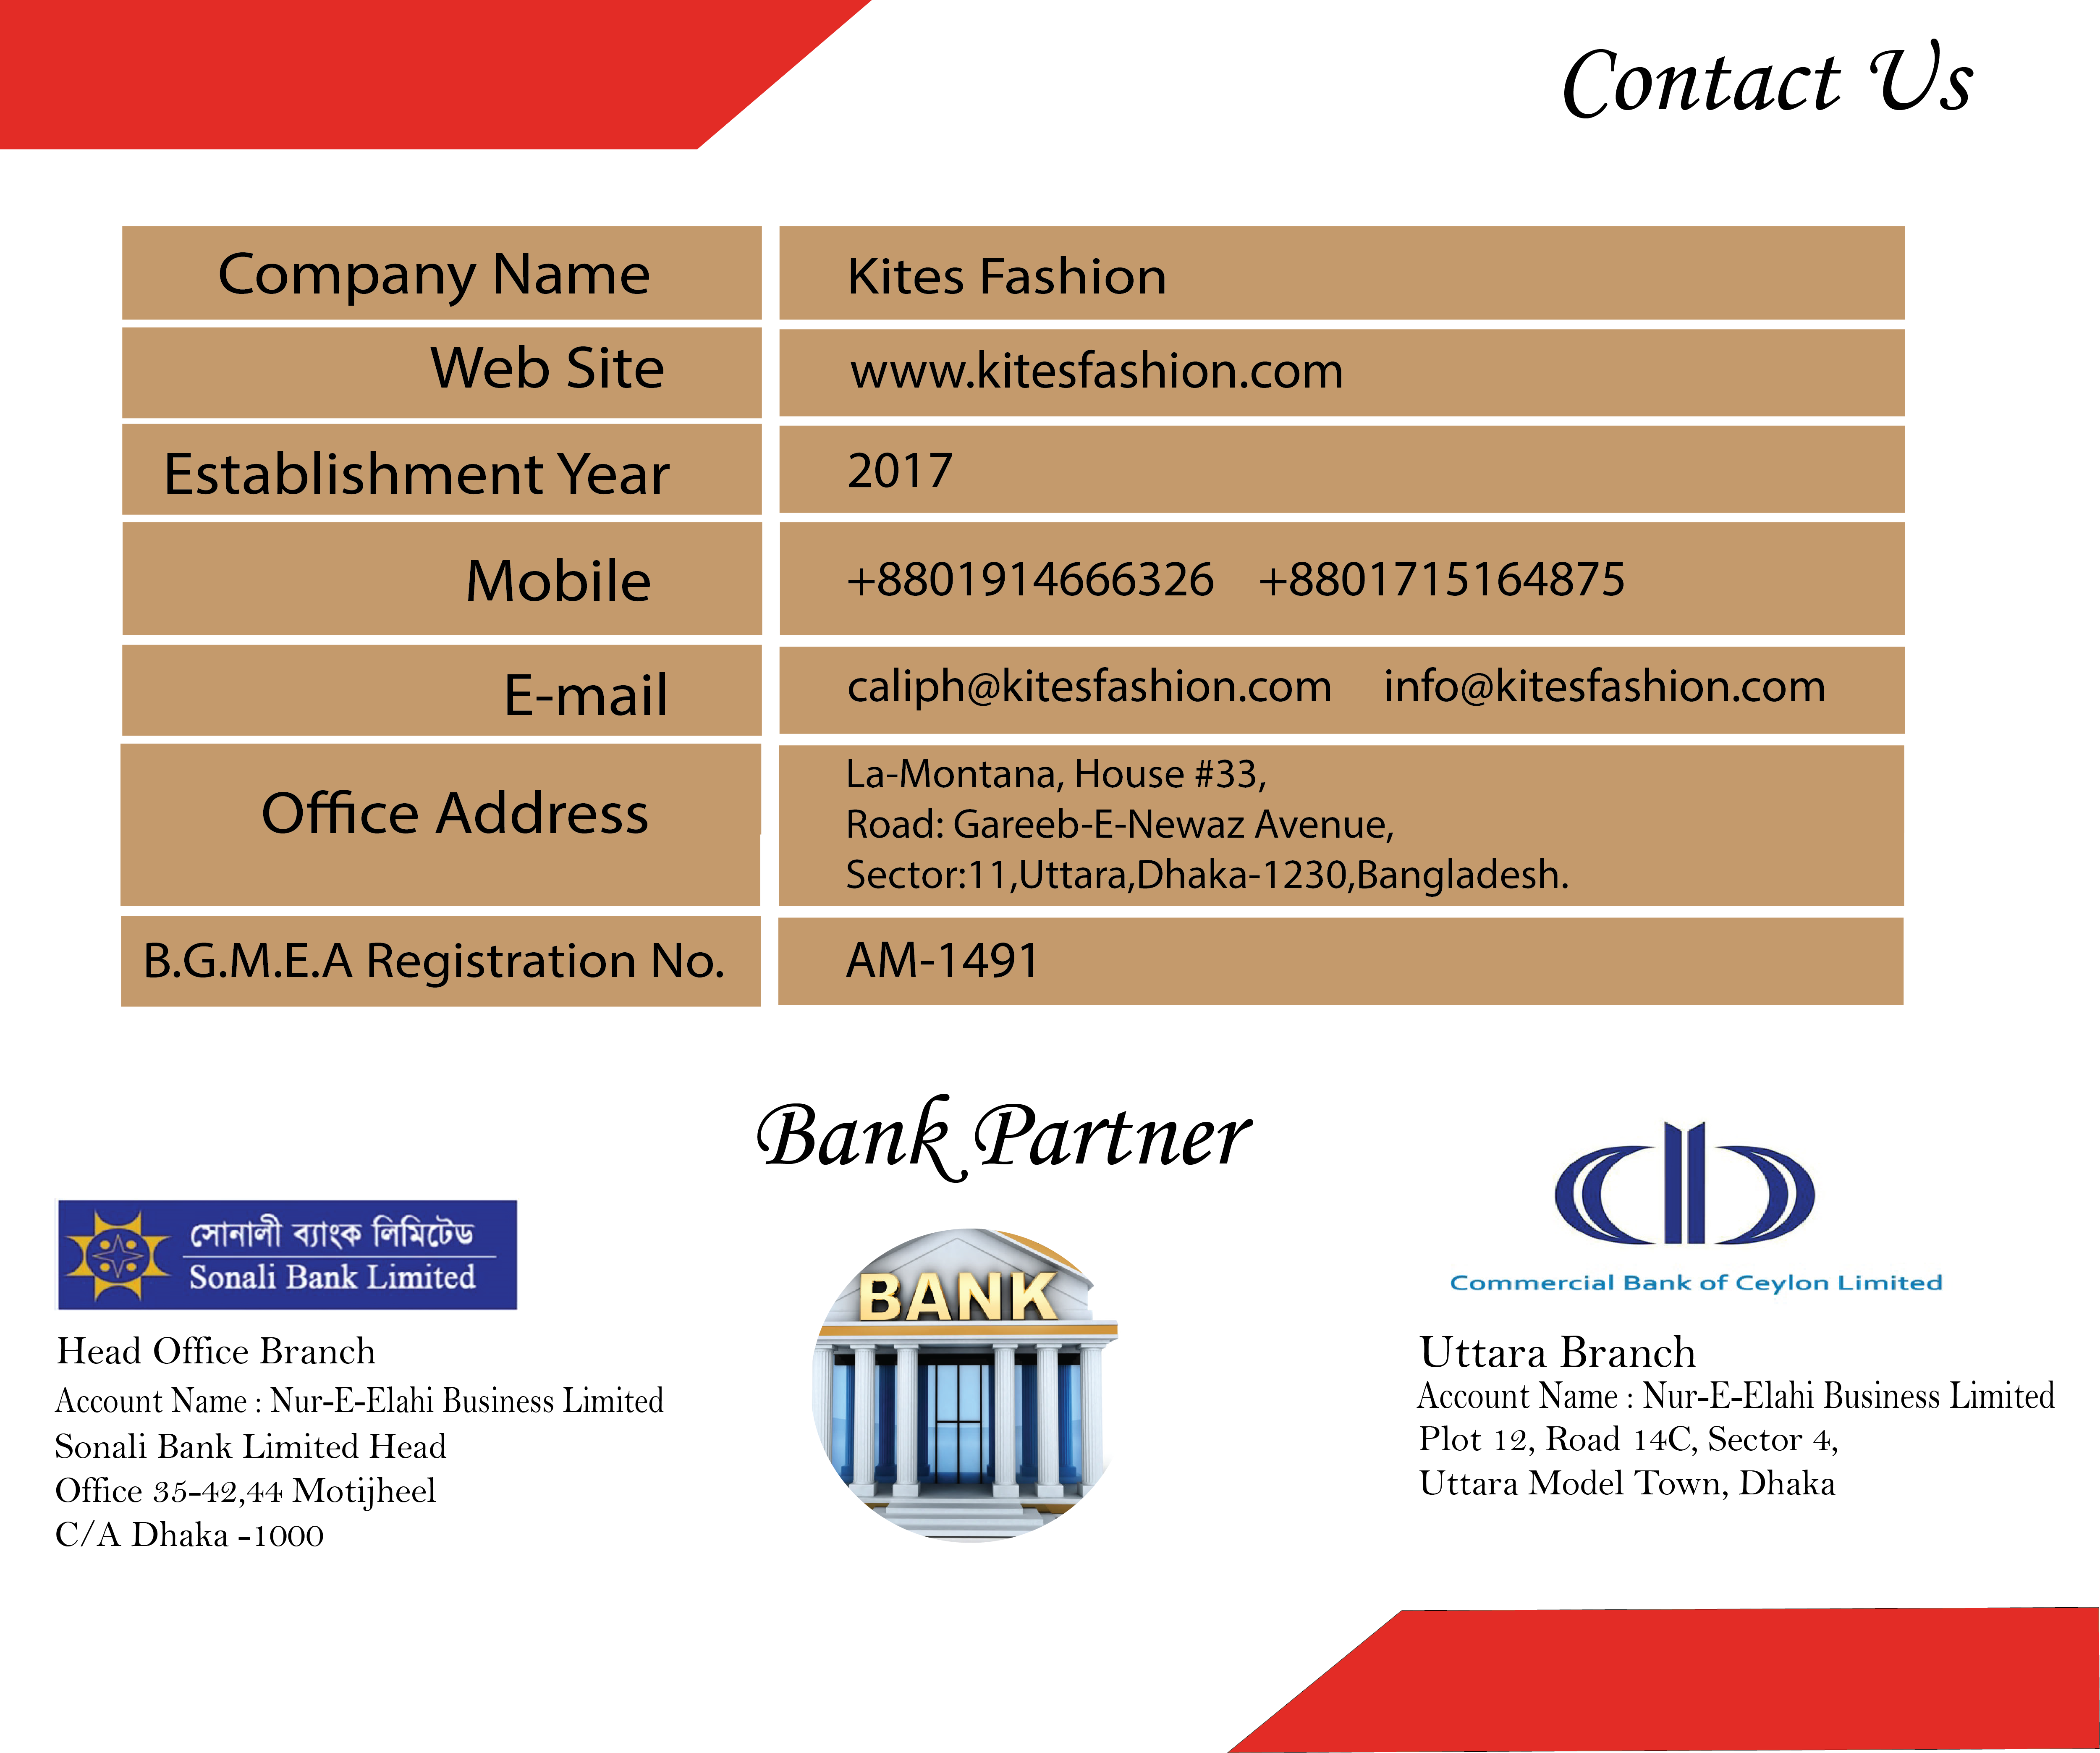 Contact Us
Company Name
Kites Fashion
Web Site
www.kitesfashion.com
Establishment Year
2017
Mobile
+8801914666326 +8801715164875
E-mail
caliph@kitesfashion.com info@kitesfashion.com
Office Address
La-Montana, House #33,
Road: Gareeb-E-Newaz Avenue,
Sector:11,Uttara,Dhaka-1230,Bangladesh.
B.G.M.E.A Registration No.
AM-1491
Bank Partner
সোনালী ব্যাংক লিমিটেড
Sonali Bank Limited
Head Office Branch
Account Name : Nur-E-Elahi Business Limited
Sonali Bank Limited Head
Office 35-42,44 Motijheel
C/A Dhaka -1000
BANK
Commercial Bank of Ceylon Limited
Uttara Branch
Account Name : Nur-E-Elahi Business Limited
Plot 12, Road 14C, Sector 4,
Uttara Model Town, Dhaka